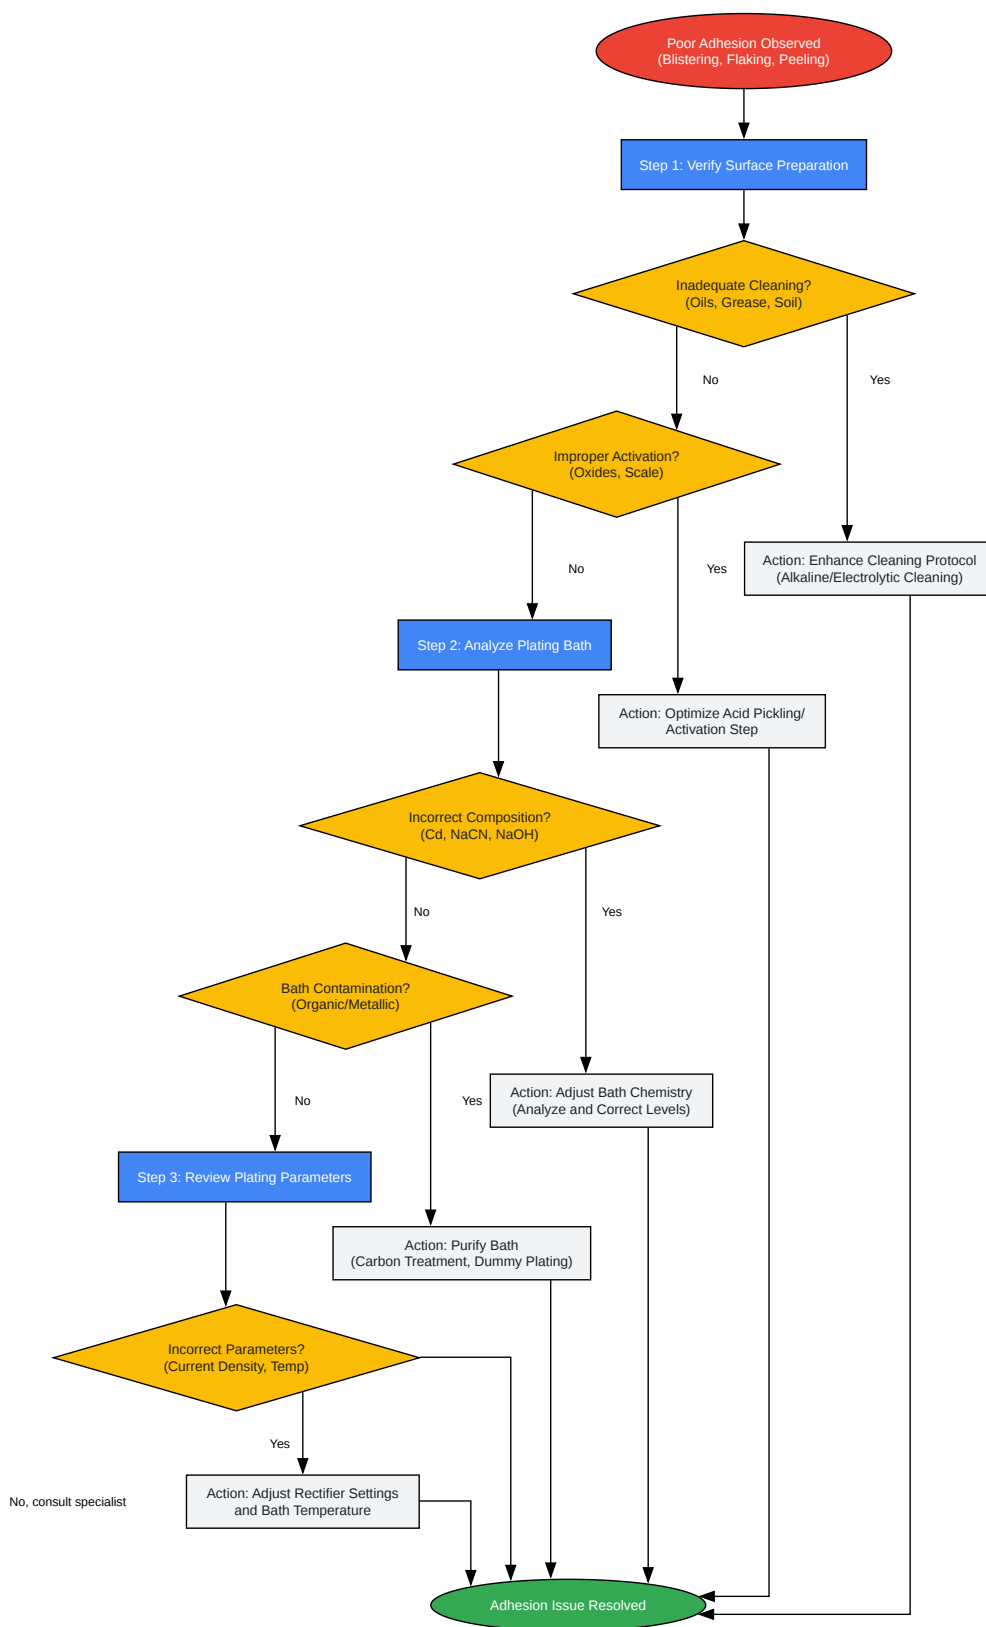 Poor Adhesion Observed
(Blistering, Flaking, Peeling)
Step 1: Verify Surface Preparation
Inadequate Cleaning?
(Oils, Grease, Soil)
No
Yes
Improper Activation?
(Oxides, Scale)
No
Yes
Action: Enhance Cleaning Protocol
(Alkaline/Electrolytic Cleaning)
Step 2: Analyze Plating Bath
Action: Optimize Acid Pickling/
Activation Step
Incorrect Composition?
(Cd, NaCN, NaOH)
No
Yes
Bath Contamination?
(Organic/Metallic)
No
Yes
Action: Adjust Bath Chemistry
(Analyze and Correct Levels)
Step 3: Review Plating Parameters
Action: Purify Bath
(Carbon Treatment, Dummy Plating)
Incorrect Parameters?
(Current Density, Temp)
Yes
No, consult specialist
Action: Adjust Rectifier Settings
and Bath Temperature
Adhesion Issue Resolved